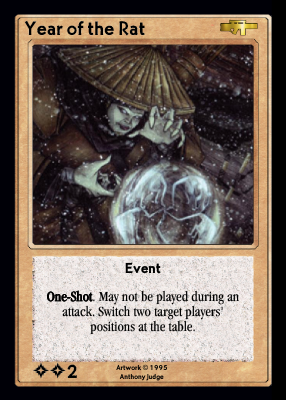 Year of the Rat
Event
One-Shot. May not be played during an
attack. Switch two target players'
positions at the table.
2
Artwork © 1995
Anthony Judge